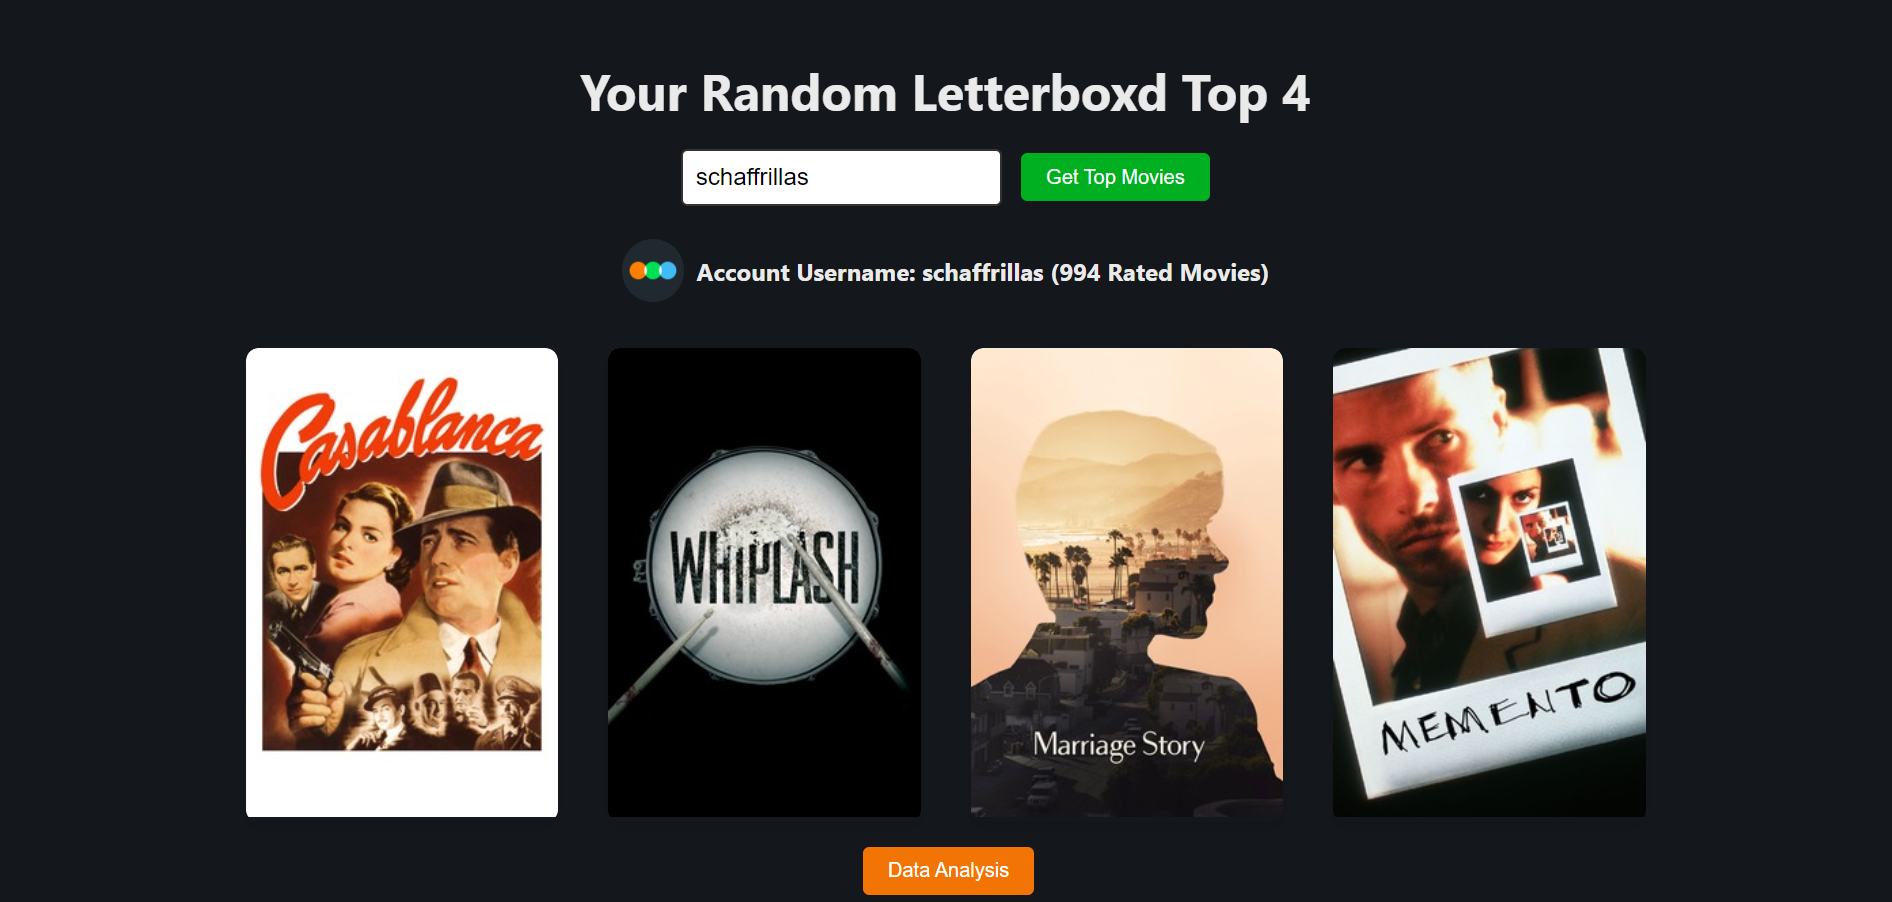 Your Random Letterboxd Top 4
schaffrillas
Get Top Movies
Account Username: schaffrillas (994 Rated Movies)
Casablanca
WHIPLASH
Marriage Story
MEMENTO
Data Analysis